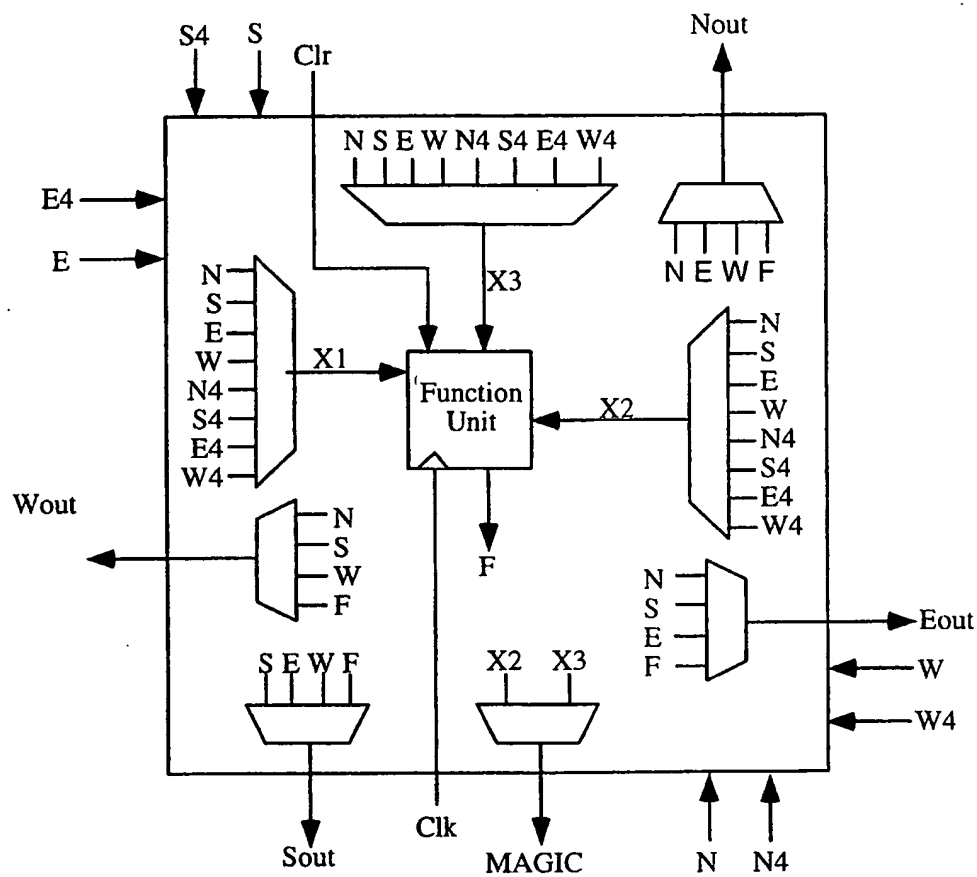 Nout
S4 S
Clr
N S E W N4 S4 E4 W4
E4
E
N E W F
X3
N
S
E
W
N4
S4
E4
W4
X1
Function
Unit
X2
N
S
E
W
N4
S4
E4
W4
Wout
N
S
W
F
F
N
S
E
F
Eout
W
W4
S E W F
X2 X3
Sout
Clk
MAGIC
N N4